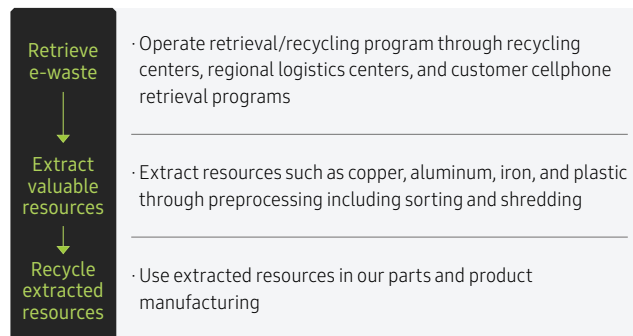 Retrieve
e-waste
· Operate retrieval/recycling program through recycling
centers, regional logistics centers, and customer cellphone
retrieval programs
Extract
valuable
resources
· Extract resources such as copper, aluminum, iron, and plastic
through preprocessing including sorting and shredding
Recycle
extracted
resources
· Use extracted resources in our parts and product
manufacturing